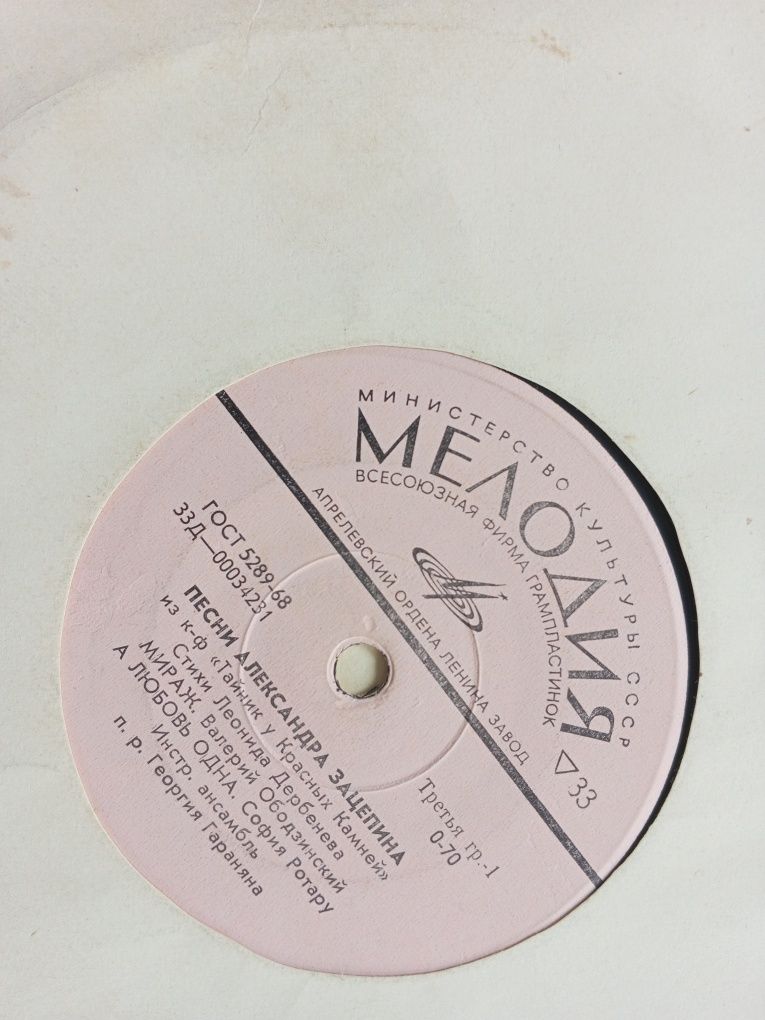 МИНИСТЕРСТВО КУЛЬТУРЫ СССР
МЕЛОДИЯ
ВСЕСОЮЗНАЯ ФИРМА ГРАМПЛАСТИНОК
АПРЕЛЕВСКИЙ ОРДЕНА ЛЕНИНА ЗАВОД
▽33
ГОСТ 5289-68
33Д—00034231
Третья гр.-1
0-70
ПЕСНИ АЛЕКСАНДРА ЗАЦЕПИНА
из к-ф «Тайник у Красных Камней»
Стихи Леонида Дербенева
МИРАЖ. Валерий Ободзинский
А ЛЮБОВЬ ОДНА. София Ротару
Инстр. ансамбль
п. р. Георгия Гараняна